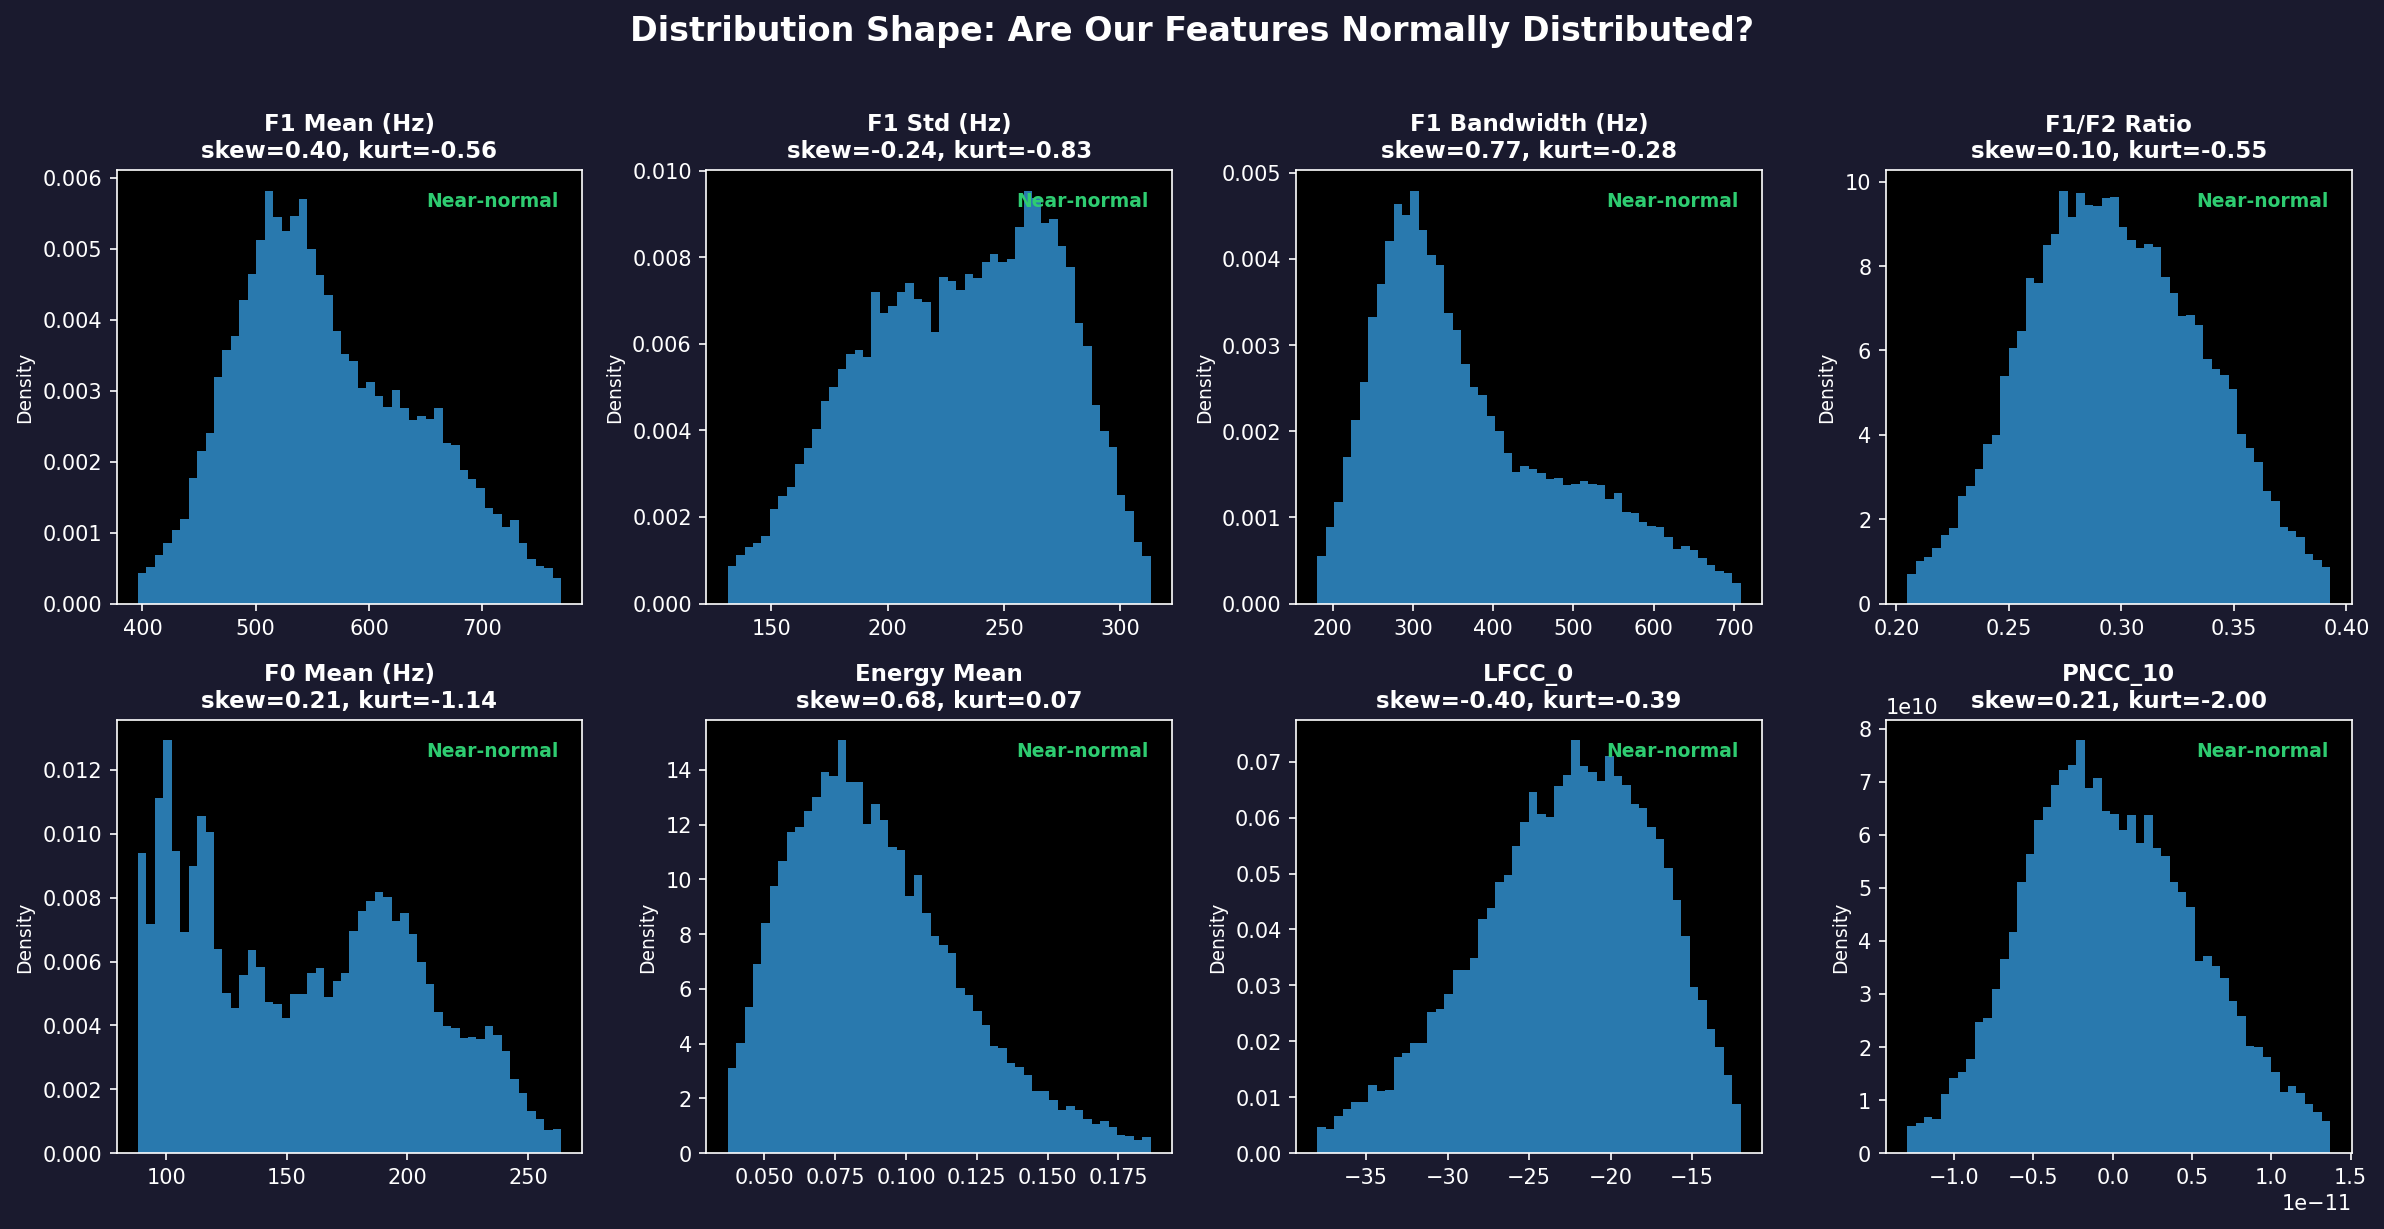 Distribution Shape: Are Our Features Normally Distributed?
F1 Mean (Hz)
skew=0.40, kurt=-0.56
Near-normal
Density
0.006
0.005
0.004
0.003
0.002
0.001
0.000
400 500 600 700
F1 Std (Hz)
skew=-0.24, kurt=-0.83
Near-normal
Density
0.010
0.008
0.006
0.004
0.002
0.000
150 200 250 300
F1 Bandwidth (Hz)
skew=0.77, kurt=-0.28
Near-normal
Density
0.005
0.004
0.003
0.002
0.001
0.000
200 300 400 500 600 700
F1/F2 Ratio
skew=0.10, kurt=-0.55
Near-normal
Density
10
8
6
4
2
0
0.20 0.25 0.30 0.35 0.40
F0 Mean (Hz)
skew=0.21, kurt=-1.14
Near-normal
Density
0.012
0.010
0.008
0.006
0.004
0.002
0.000
100 150 200 250
Energy Mean
skew=0.68, kurt=0.07
Near-normal
Density
14
12
10
8
6
4
2
0
0.050 0.075 0.100 0.125 0.150 0.175
LFCC_0
skew=-0.40, kurt=-0.39
Near-normal
Density
0.07
0.06
0.05
0.04
0.03
0.02
0.01
0.00
−35 −30 −25 −20 −15
PNCC_10
skew=0.21, kurt=-2.00
1e10
Near-normal
Density
8
7
6
5
4
3
2
1
0
−1.0 −0.5 0.0 0.5 1.0 1.5
1e−11